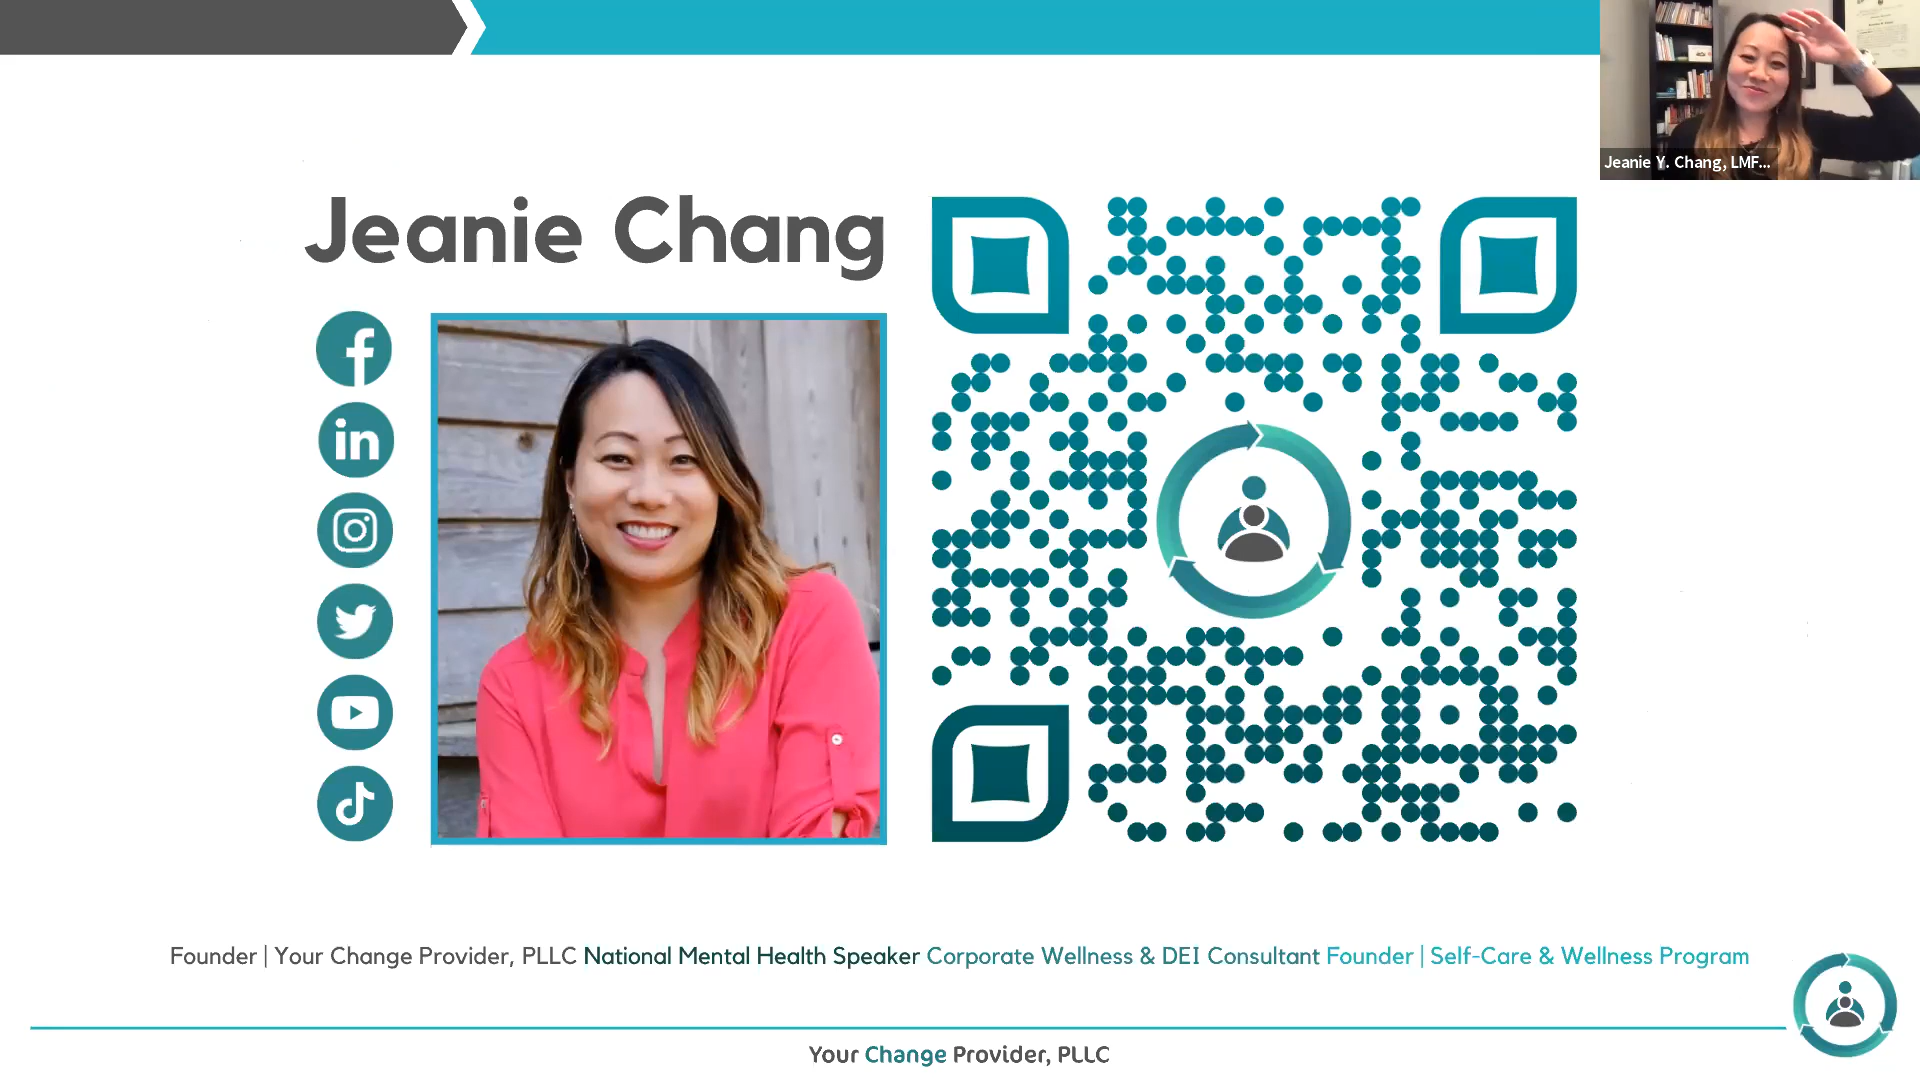 Jeanie Y. Chang, LMF...
Jeanie Chang
in
Founder | Your Change Provider, PLLC National Mental Health Speaker Corporate Wellness & DEI Consultant Founder | Self-Care & Wellness Program
Your Change Provider, PLLC